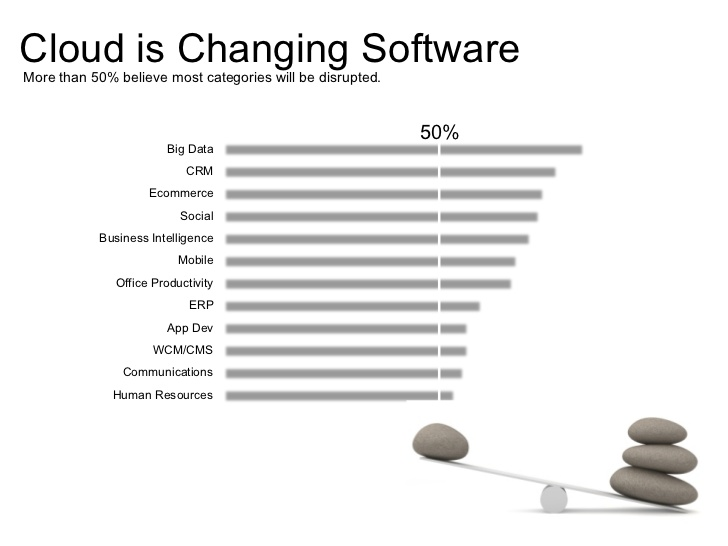 Cloud is Changing Software
More than 50% believe most categories will be disrupted.
50%
Big Data
CRM
Ecommerce
Social
Business Intelligence
Mobile
Office Productivity
ERP
App Dev
WCM/CMS
Communications
Human Resources